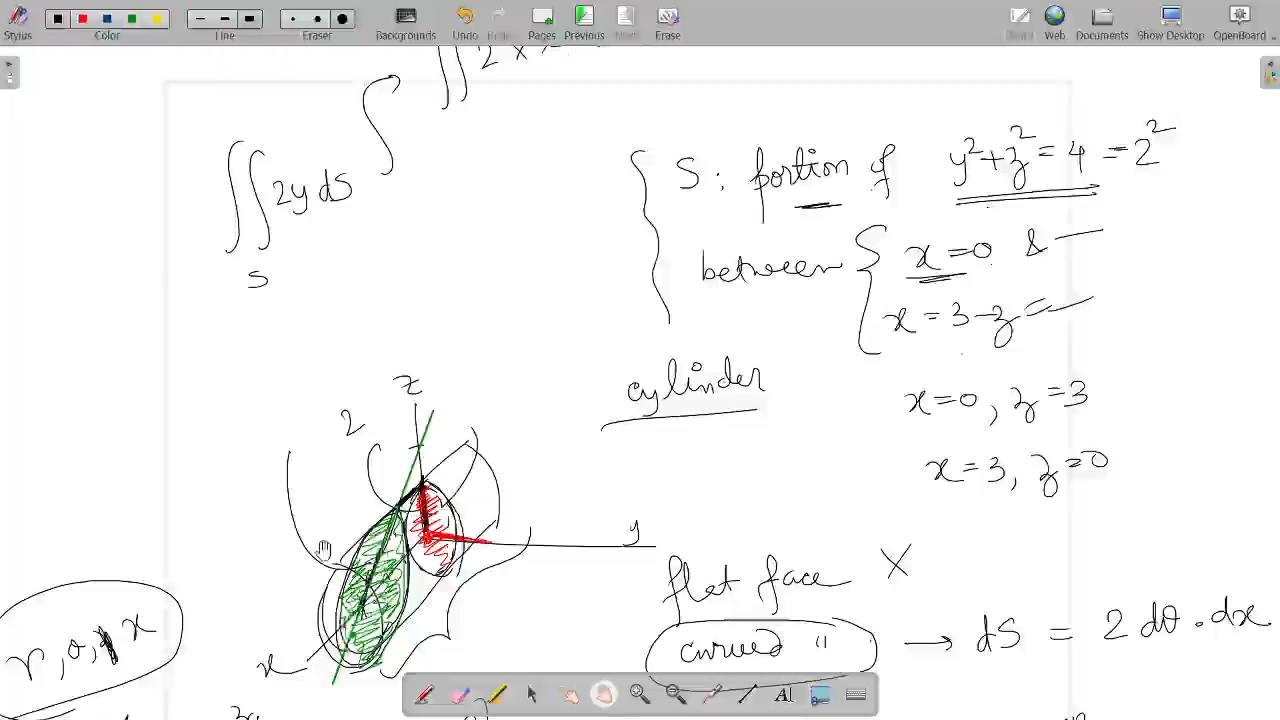 Stylus Color Line Eraser Backgrounds Undo Pages Previous Erase Web Documents Show Desktop OpenBoard
∬ 2x
∬ 2y dS
S
∫
S: portion of y²+z² = 4 = 2²
between x = 0 &
x = 3 - z
cylinder
x = 0, z = 3
x = 3, z = 0
z
2
y
x
flat face X
curved " → dS = 2 dθ . dx
r, θ, x